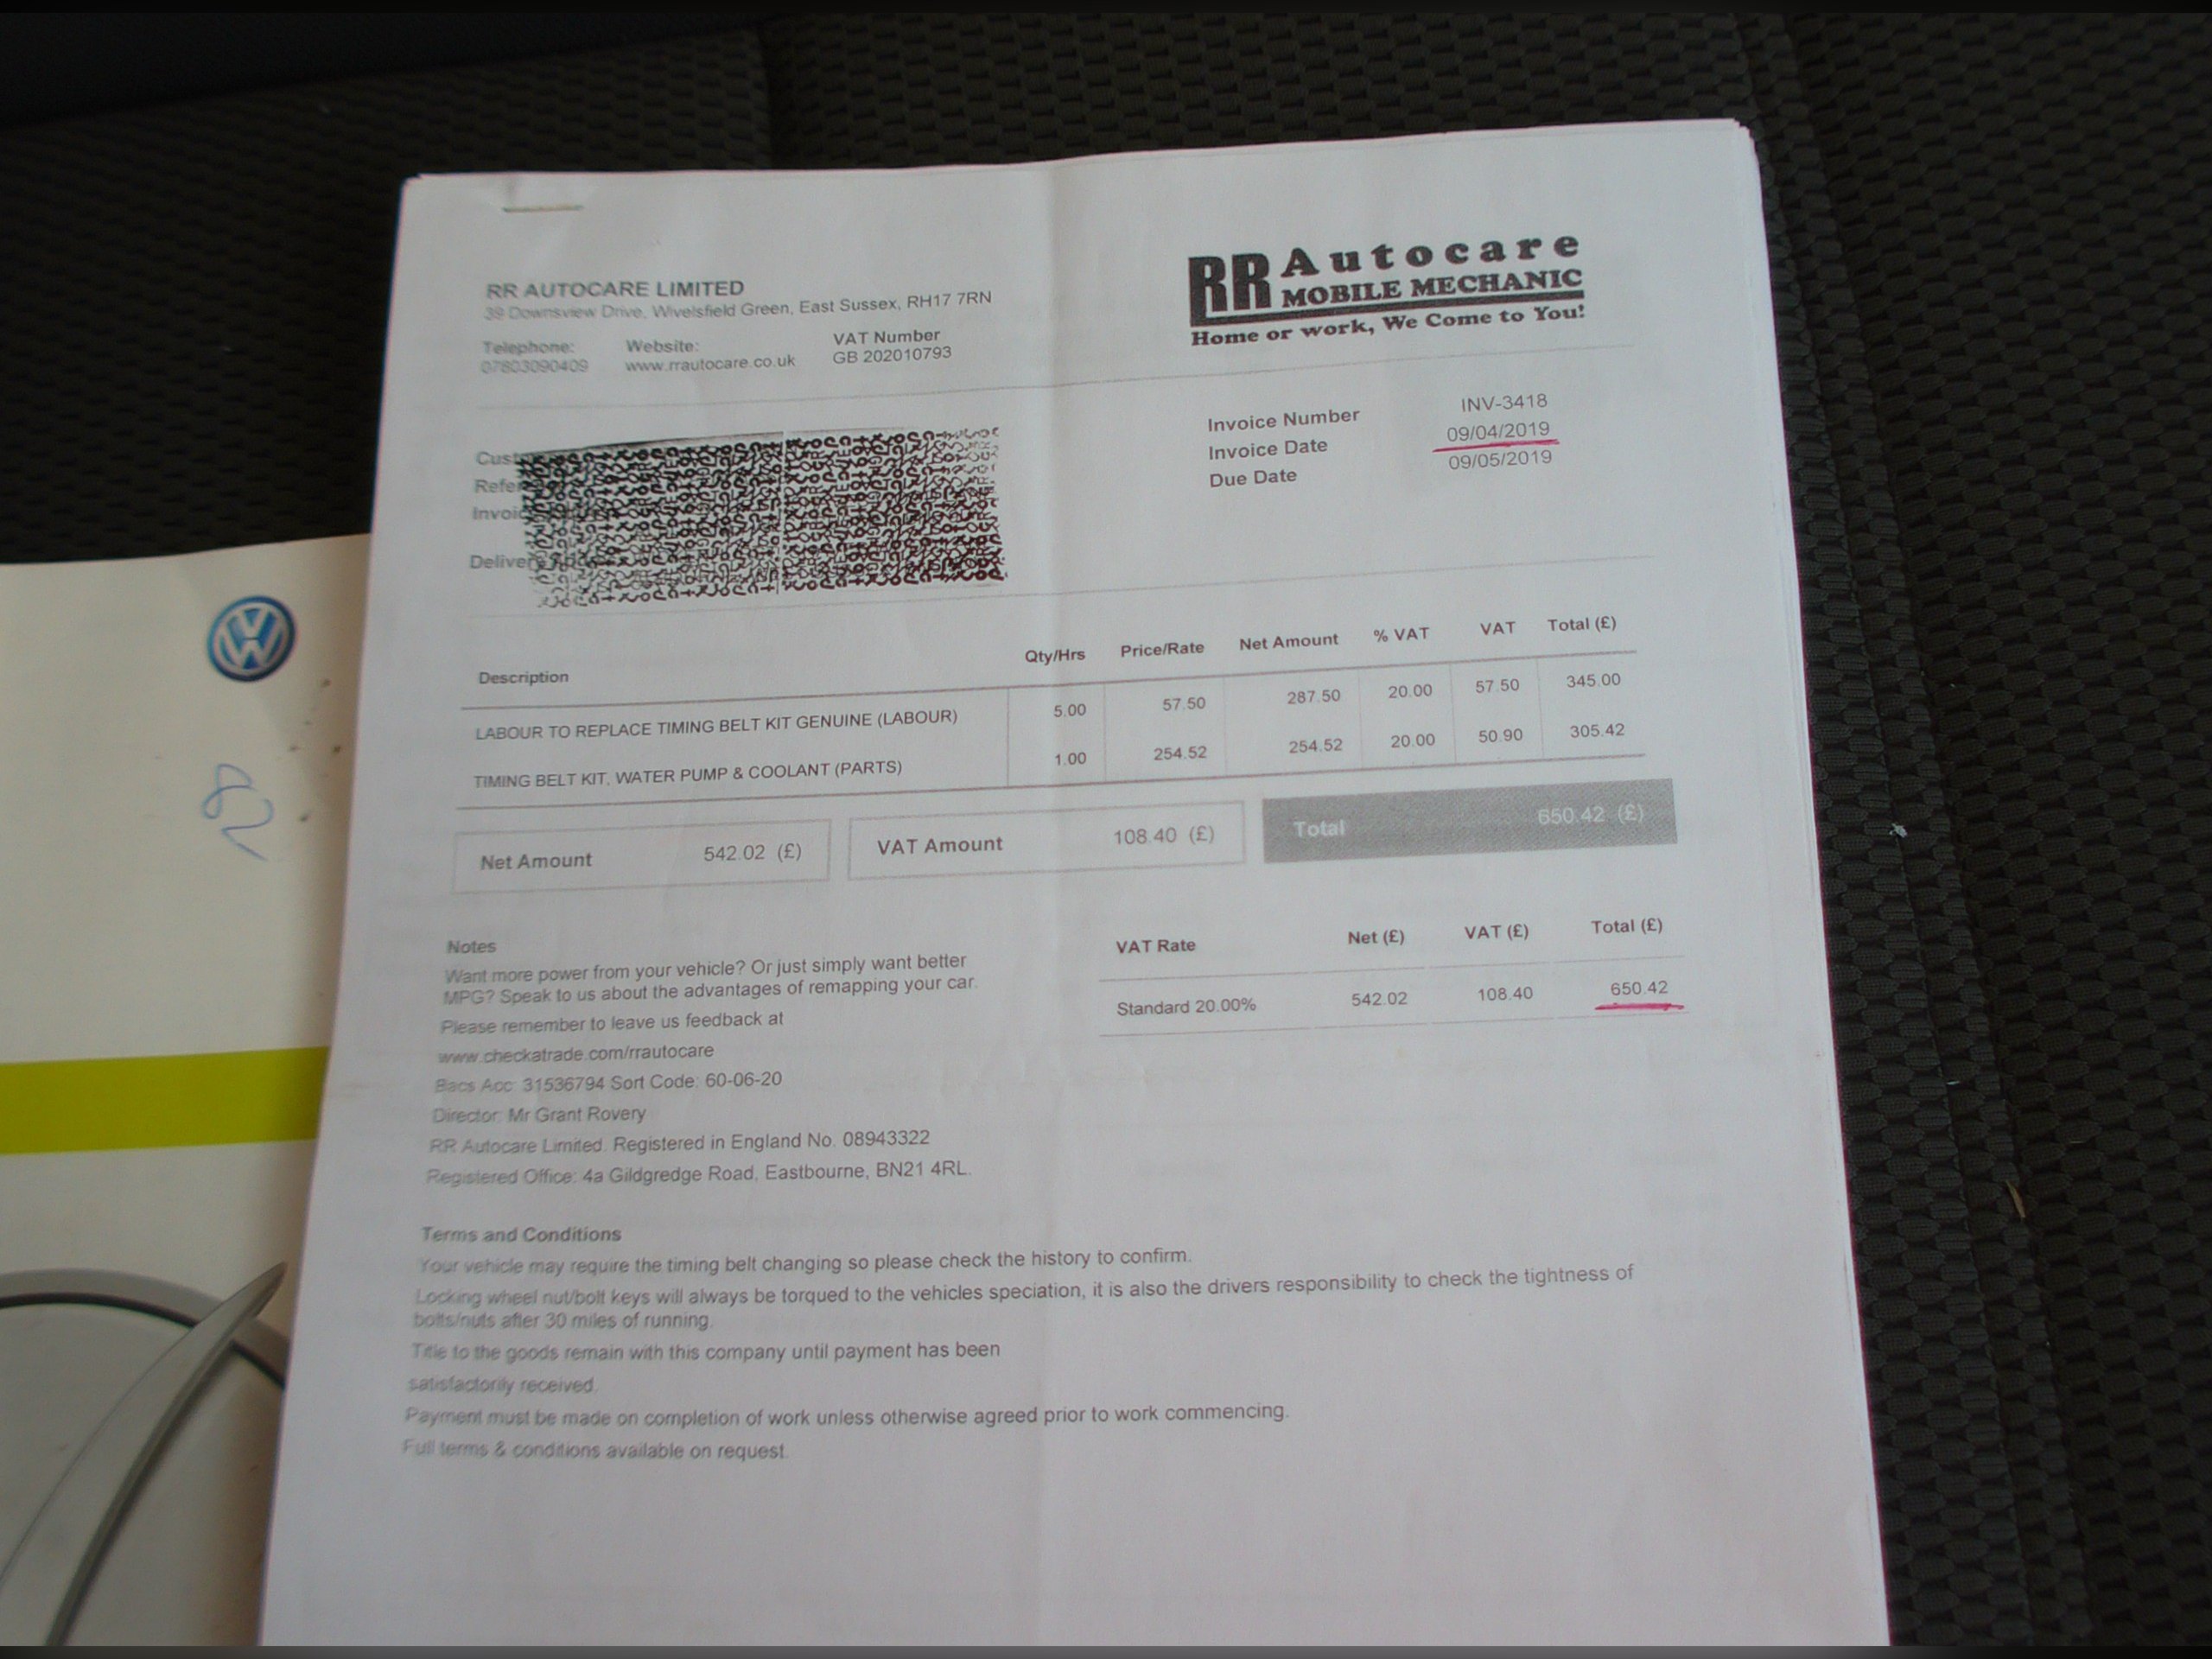 RR AUTOCARE LIMITED
39 Downsview Drive, Wivelsfield Green, East Sussex, RH17 7RN
Telephone: Website: VAT Number
07803090409 www.rrautocare.co.uk GB 202010793
RR Autocare
MOBILE MECHANIC
Home or work, We Come to You!
Invoice Number INV-3418
Invoice Date 09/04/2019
Due Date 09/05/2019
Description Qty/Hrs Price/Rate Net Amount % VAT VAT Total (£)
LABOUR TO REPLACE TIMING BELT KIT GENUINE (LABOUR) 5.00 57.50 287.50 20.00 57.50 345.00
TIMING BELT KIT, WATER PUMP & COOLANT (PARTS) 1.00 254.52 254.52 20.00 50.90 305.42
Net Amount 542.02 (£) VAT Amount 108.40 (£) Total 650.42 (£)
VAT Rate Net (£) VAT (£) Total (£)
Standard 20.00% 542.02 108.40 650.42
Notes
Want more power from your vehicle? Or just simply want better
MPG? Speak to us about the advantages of remapping your car.
Please remember to leave us feedback at
www.checkatrade.com/rrautocare
Bacs Acc: 31536794 Sort Code: 60-06-20
Director: Mr Grant Rovery
RR Autocare Limited. Registered in England No. 08943322
Registered Office: 4a Gildgredge Road, Eastbourne, BN21 4RL.
Terms and Conditions
Your vehicle may require the timing belt changing so please check the history to confirm.
Locking wheel nut/bolt keys will always be torqued to the vehicles speciation, it is also the drivers responsibility to check the tightness of
bolts/nuts after 30 miles of running.
Title to the goods remain with this company until payment has been
satisfactorily received.
Payment must be made on completion of work unless otherwise agreed prior to work commencing.
Full terms & conditions available on request.
VW